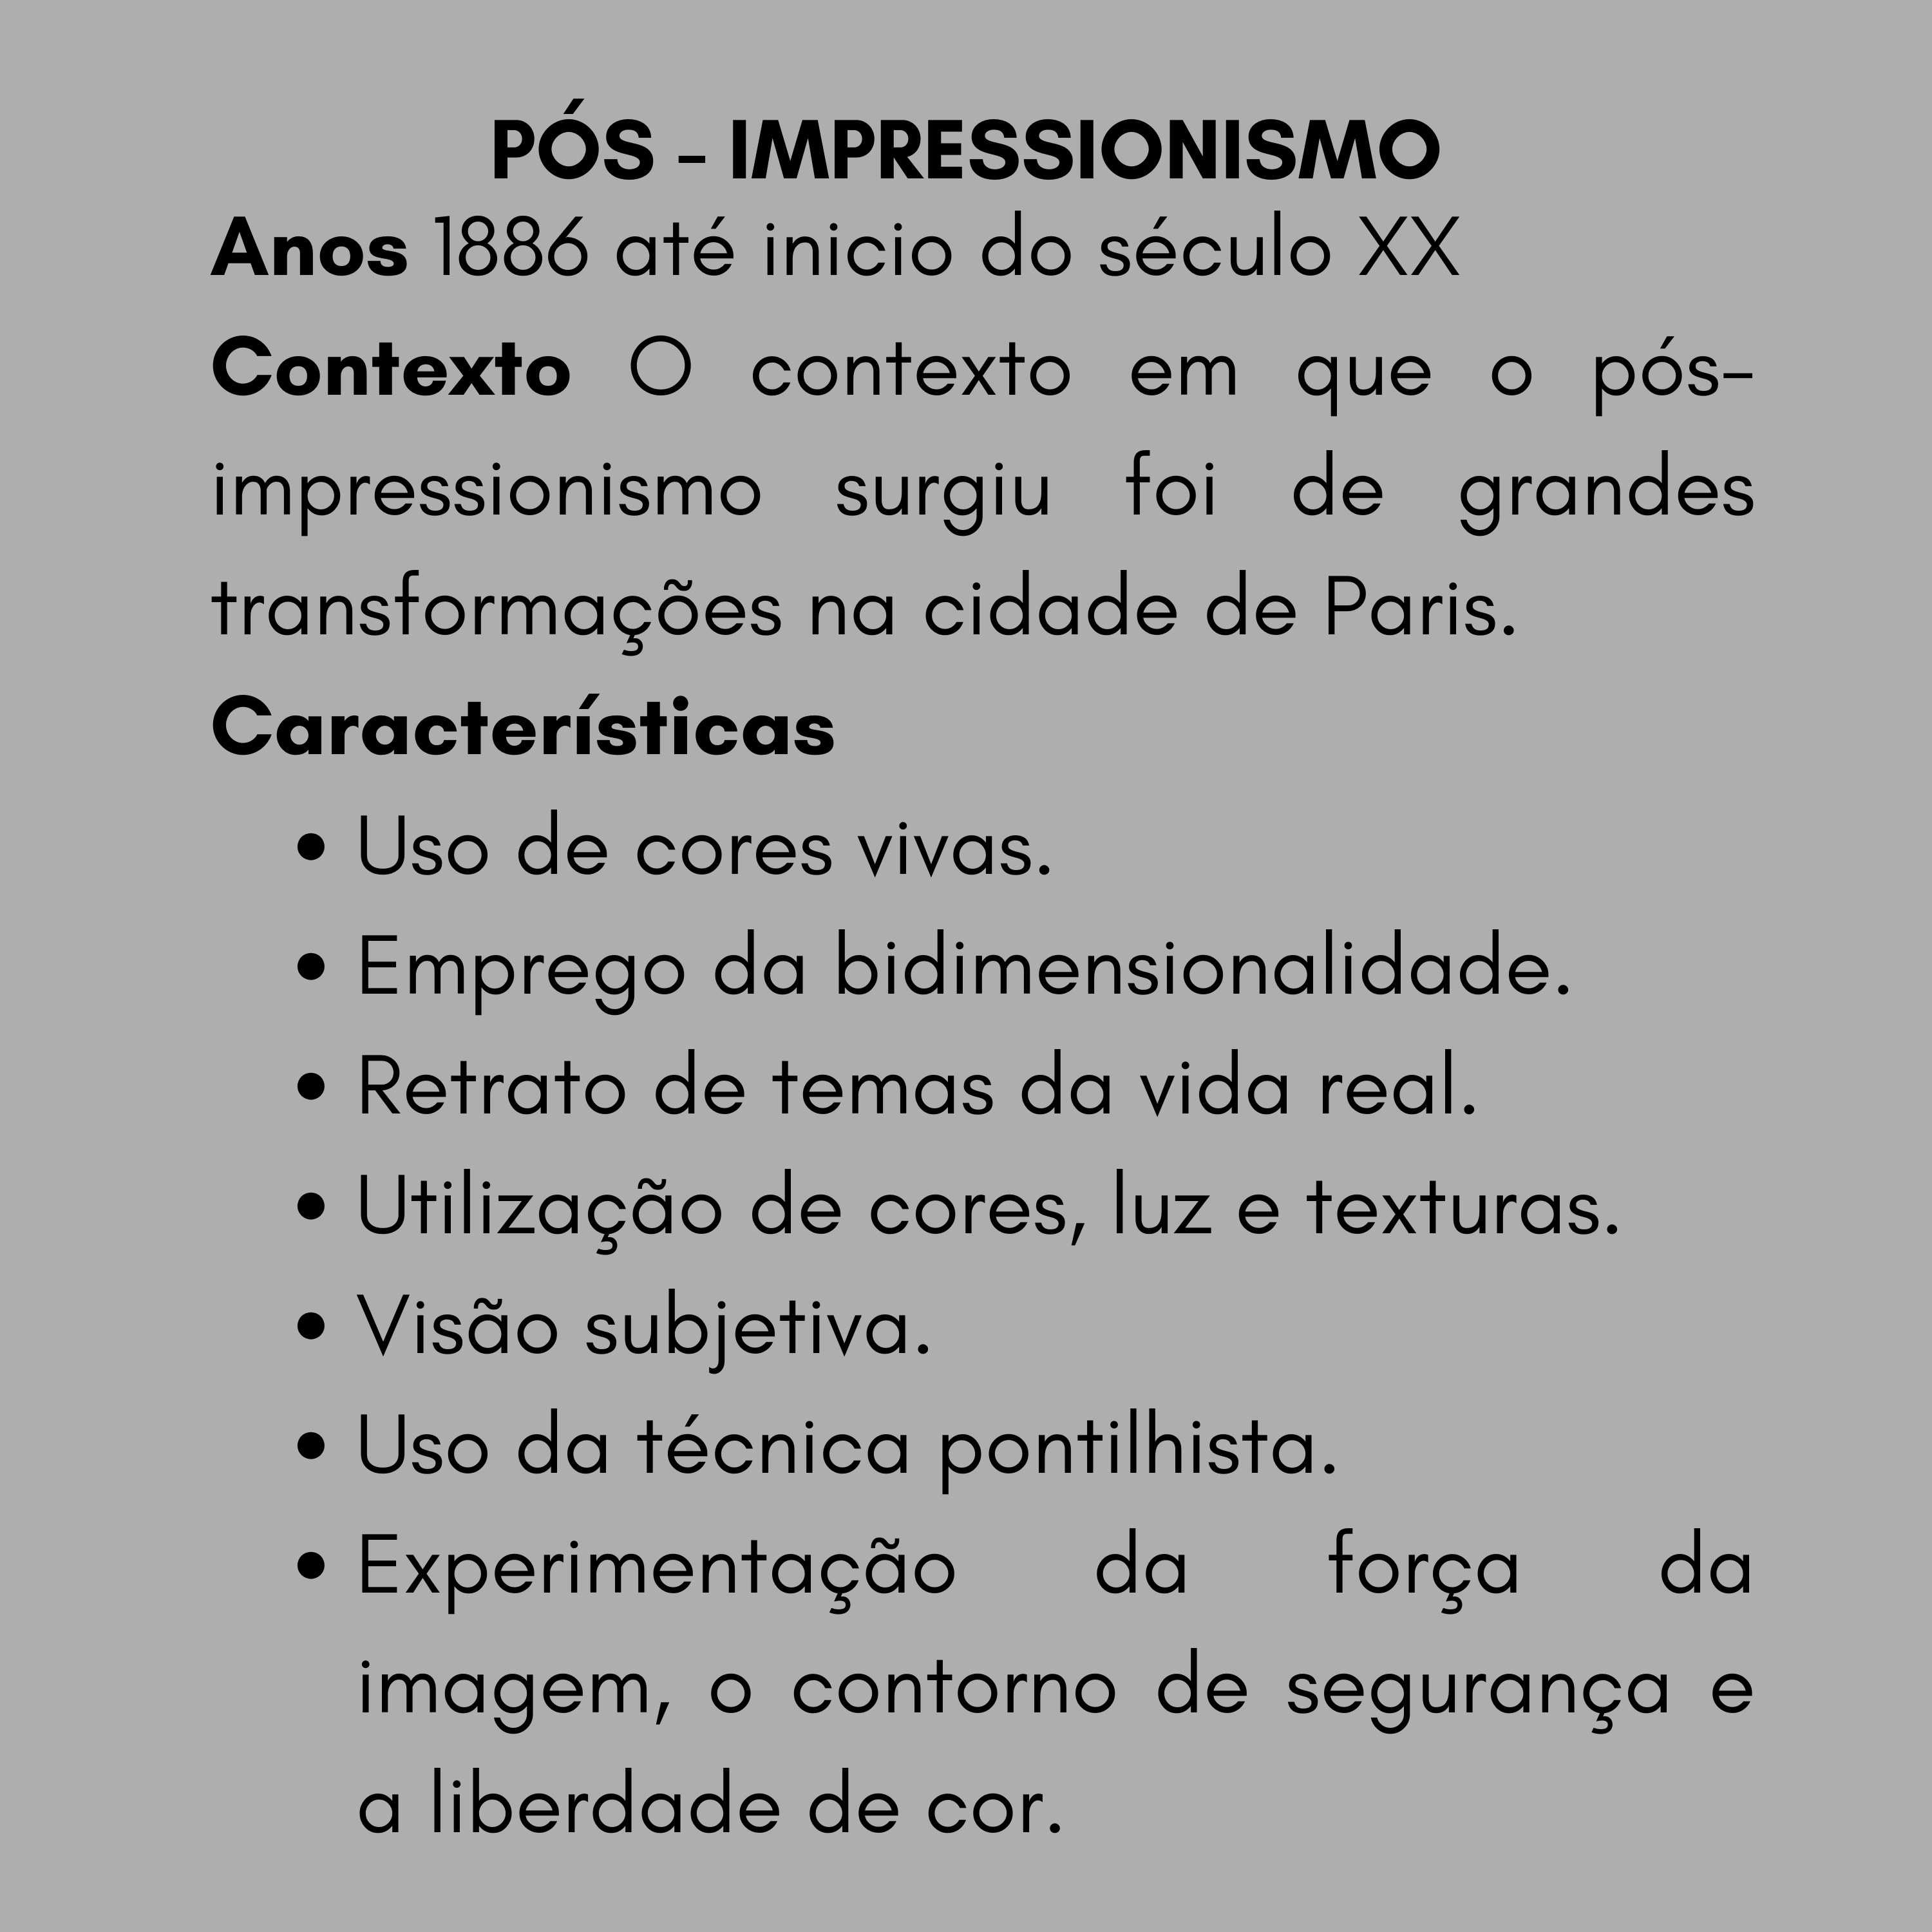 PÓS - IMPRESSIONISMO
Anos 1886 até inicio do século XX
Contexto O contexto em que o pós-
impressionismo surgiu foi de grandes
transformações na cidade de Paris.
Características
• Uso de cores vivas.
• Emprego da bidimensionalidade.
• Retrato de temas da vida real.
• Utilização de cores, luz e texturas.
• Visão subjetiva.
• Uso da técnica pontilhista.
• Experimentação da força da
imagem, o contorno de segurança e
a liberdade de cor.